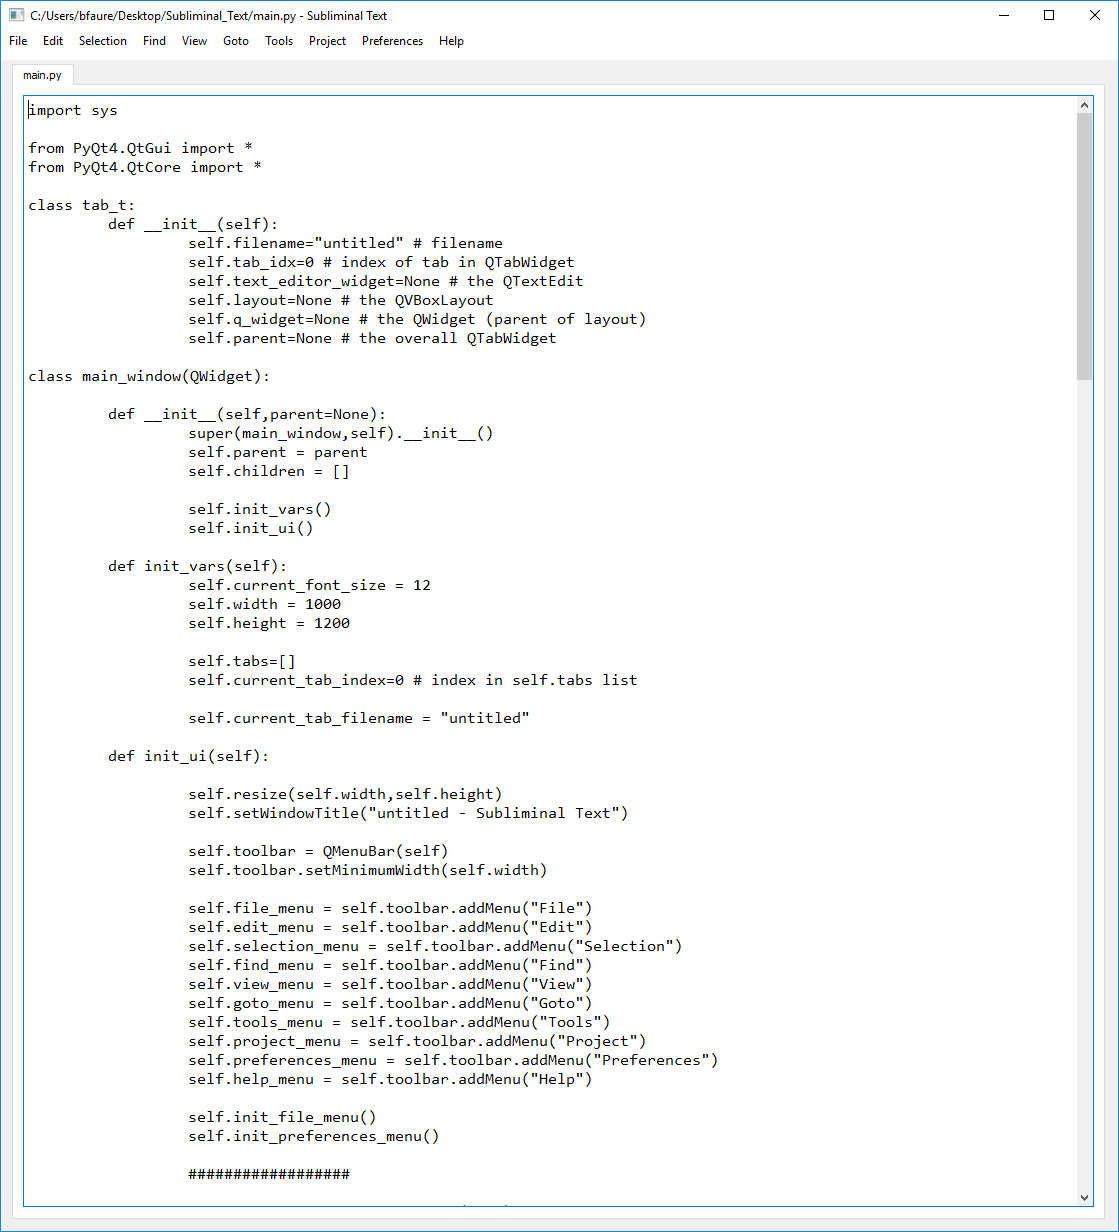 C:/Users/bfaure/Desktop/Subliminal_Text/main.py - Subliminal Text
File Edit Selection Find View Goto Tools Project Preferences Help
main.py
import sys

from PyQt4.QtGui import *
from PyQt4.QtCore import *

class tab_t:
        def __init__(self):
                self.filename="untitled" # filename
                self.tab_idx=0 # index of tab in QTabWidget
                self.text_editor_widget=None # the QTextEdit
                self.layout=None # the QVBoxLayout
                self.q_widget=None # the QWidget (parent of layout)
                self.parent=None # the overall QTabWidget

class main_window(QWidget):

        def __init__(self,parent=None):
                super(main_window,self).__init__()
                self.parent = parent
                self.children = []

                self.init_vars()
                self.init_ui()

        def init_vars(self):
                self.current_font_size = 12
                self.width = 1000
                self.height = 1200

                self.tabs=[]
                self.current_tab_index=0 # index in self.tabs list

                self.current_tab_filename = "untitled"

        def init_ui(self):

                self.resize(self.width,self.height)
                self.setWindowTitle("untitled - Subliminal Text")

                self.toolbar = QMenuBar(self)
                self.toolbar.setMinimumWidth(self.width)

                self.file_menu = self.toolbar.addMenu("File")
                self.edit_menu = self.toolbar.addMenu("Edit")
                self.selection_menu = self.toolbar.addMenu("Selection")
                self.find_menu = self.toolbar.addMenu("Find")
                self.view_menu = self.toolbar.addMenu("View")
                self.goto_menu = self.toolbar.addMenu("Goto")
                self.tools_menu = self.toolbar.addMenu("Tools")
                self.project_menu = self.toolbar.addMenu("Project")
                self.preferences_menu = self.toolbar.addMenu("Preferences")
                self.help_menu = self.toolbar.addMenu("Help")

                self.init_file_menu()
                self.init_preferences_menu()

                ##################